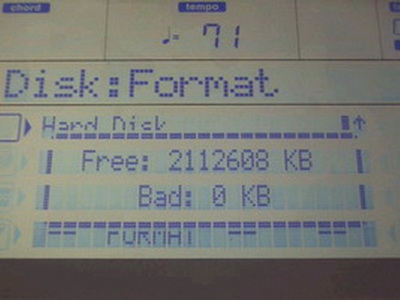 chord tempo
♩= 71
Disk:Format
Hard Disk
Free: 2112608 KB
Bad: 0 KB
FORMAT